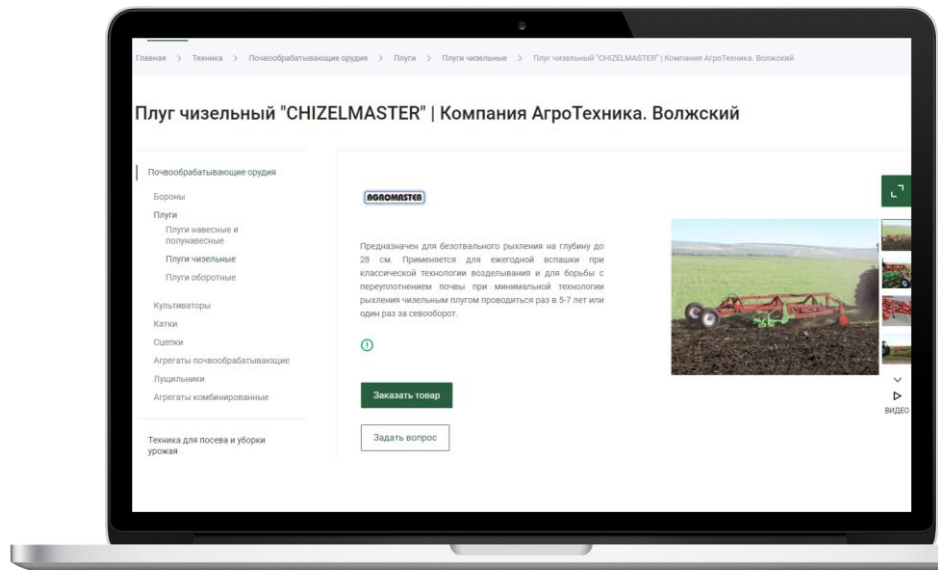 Главная > Техника > Почвообрабатывающие орудия > Плуги > Плуги чизельные > Плуг чизельный "CHIZELMASTER" | Компания АгроТехника. Волжский
Плуг чизельный "CHIZELMASTER" | Компания АгроТехника. Волжский
Почвообрабатывающие орудия
Бороны
Плуги
Плуги навесные и
полунавесные
Плуги чизельные
Плуги оборотные
Культиваторы
Катки
Сцепки
Агрегаты почвообрабатывающие
Лущильники
Агрегаты комбинированные
Техника для посева и уборки
урожая
AGROMASTER
Предназначен для безотвального рыхления на глубину до
28 см. Применяется для ежегодной вспашки при
классической технологии возделывания и для борьбы с
переуплотнением почвы при минимальной технологии
рыхления чизельным плугом проводиться раз в 5-7 лет или
один раз за севооборот.
Заказать товар
Задать вопрос
ВИДЕО